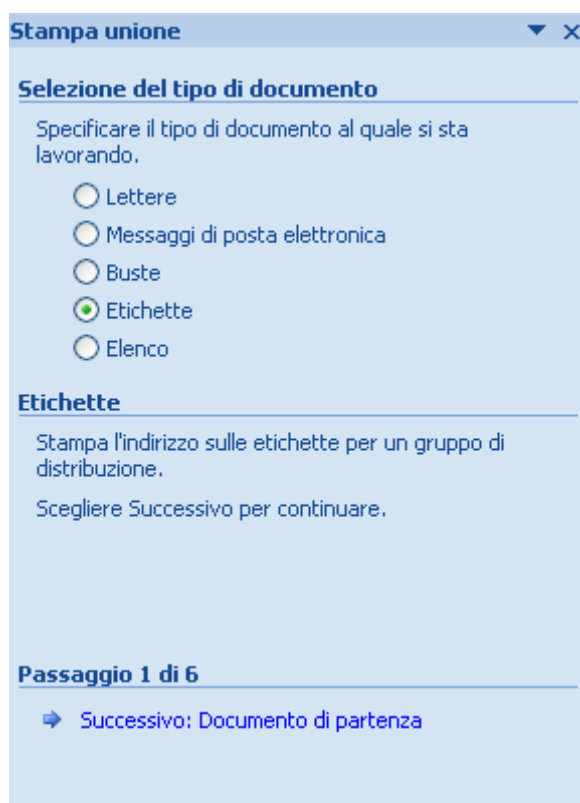 Stampa unione
Selezione del tipo di documento
Specificare il tipo di documento al quale si sta
lavorando.
Lettere
Messaggi di posta elettronica
Buste
Etichette
Elenco
Etichette
Stampa l'indirizzo sulle etichette per un gruppo di
distribuzione.
Scegliere Successivo per continuare.
Passaggio 1 di 6
Successivo: Documento di partenza